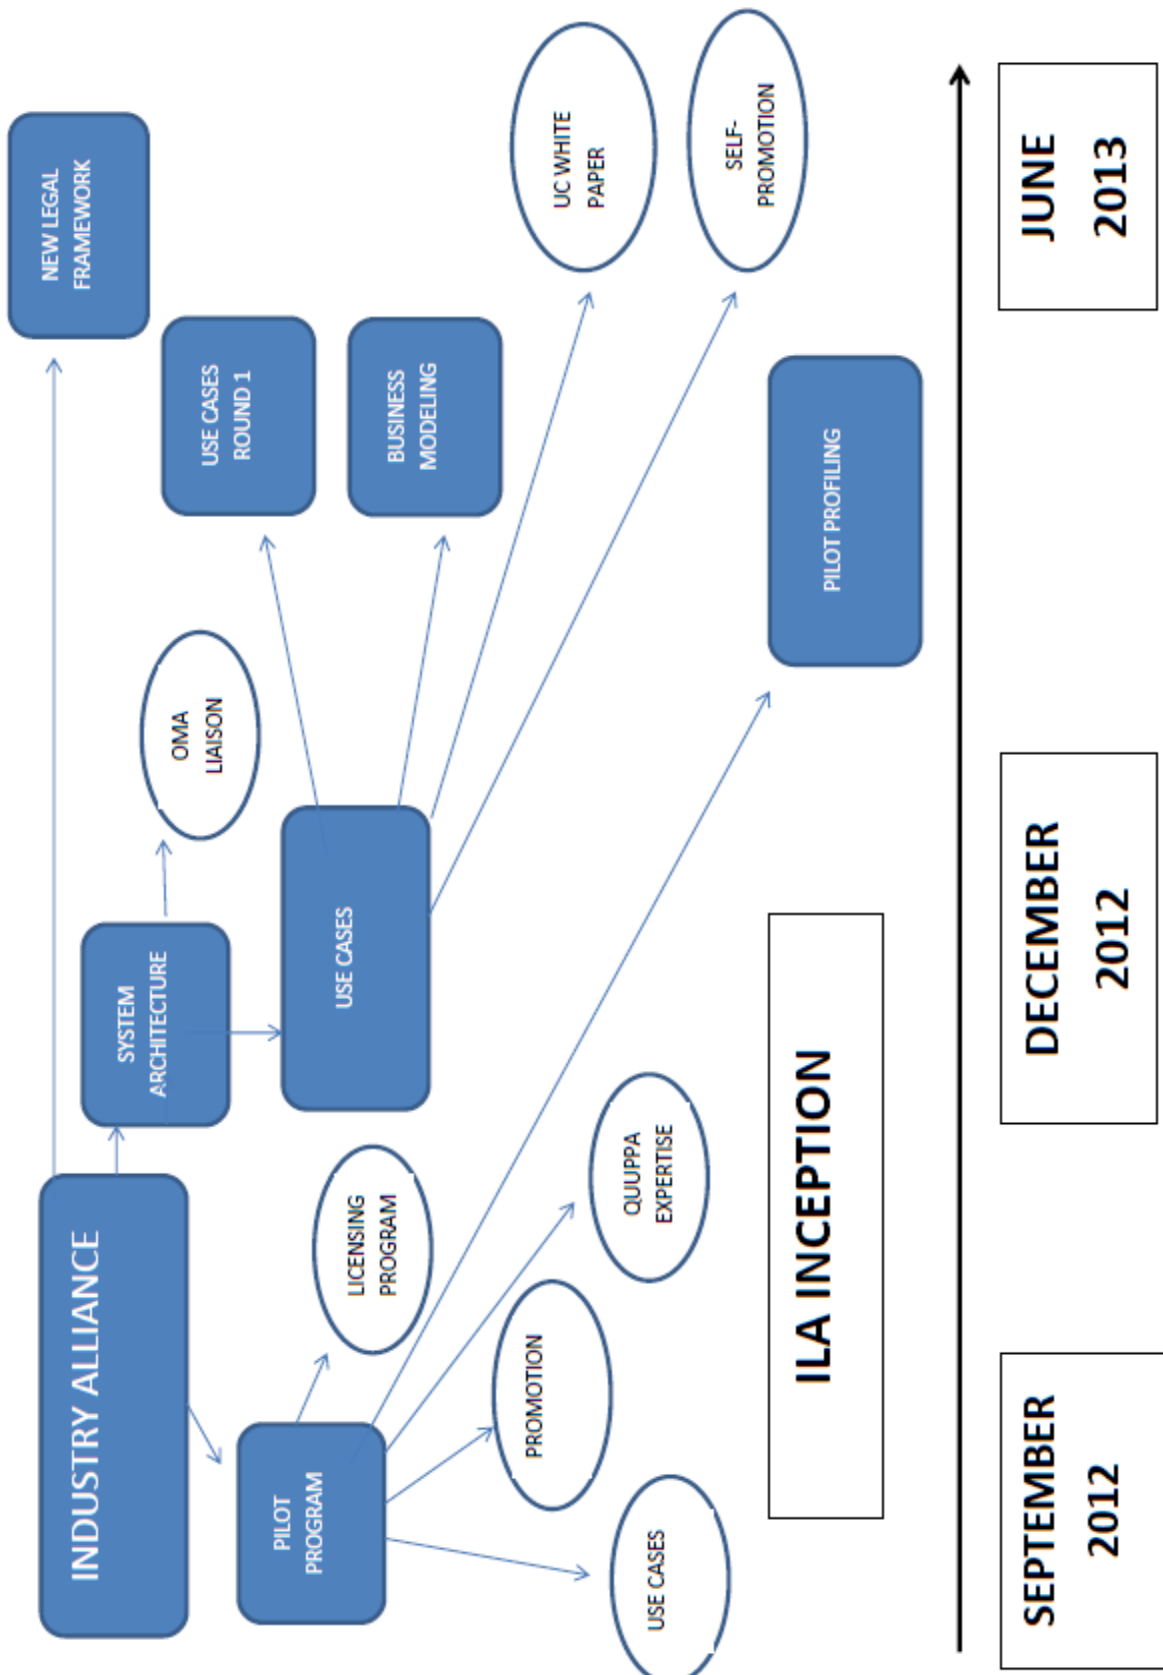 INDUSTRY ALLIANCE
NEW LEGAL
FRAMEWORK
SYSTEM
ARCHITECTURE
OMA
LIAISON
USE CASES
ROUND 1
PILOT
PROGRAM
USE CASES
BUSINESS
MODELING
LICENSING
PROGRAM
PROMOTION
UC WHITE
PAPER
QUUPPA
EXPERTISE
USE CASES
SELF-
PROMOTION
ILA INCEPTION
PILOT PROFILING
SEPTEMBER
2012
DECEMBER
2012
JUNE
2013